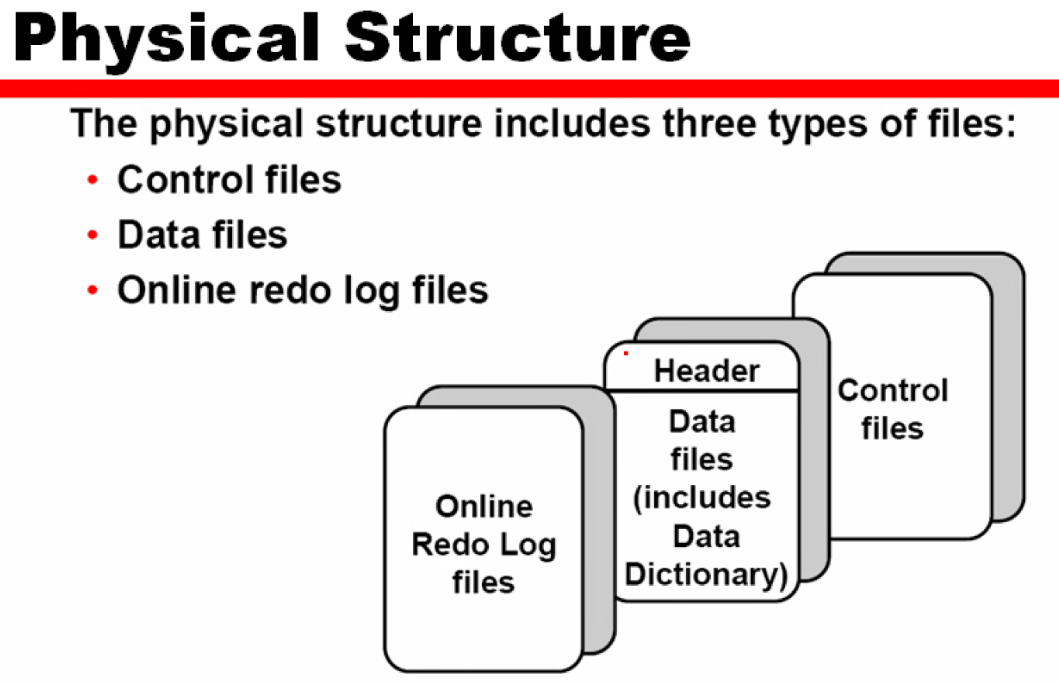 Physical Structure
The physical structure includes three types of files:
• Control files
• Data files
• Online redo log files
Online
Redo Log
files
Header
Data
files
(includes
Data
Dictionary)
Control
files